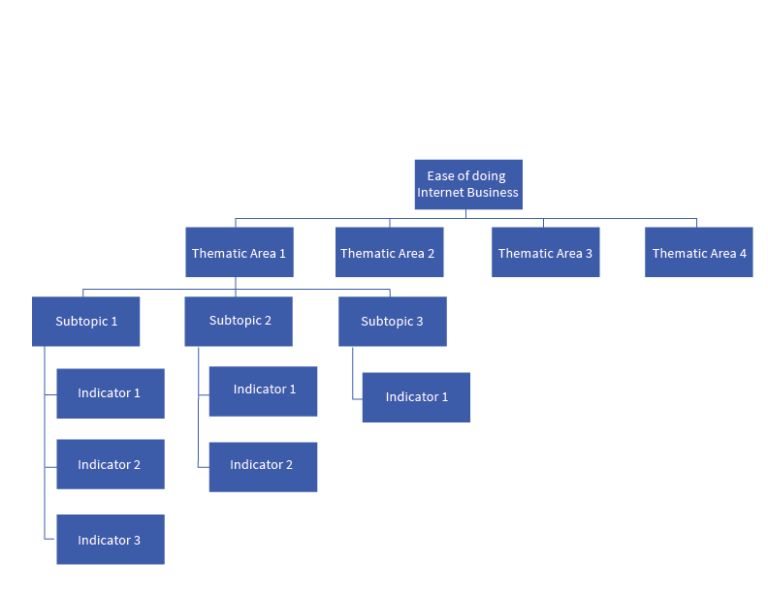 Ease of doing
Internet Business
Thematic Area 1
Thematic Area 2
Thematic Area 3
Thematic Area 4
Subtopic 1
Subtopic 2
Subtopic 3
Indicator 1
Indicator 2
Indicator 3
Indicator 1
Indicator 2
Indicator 1